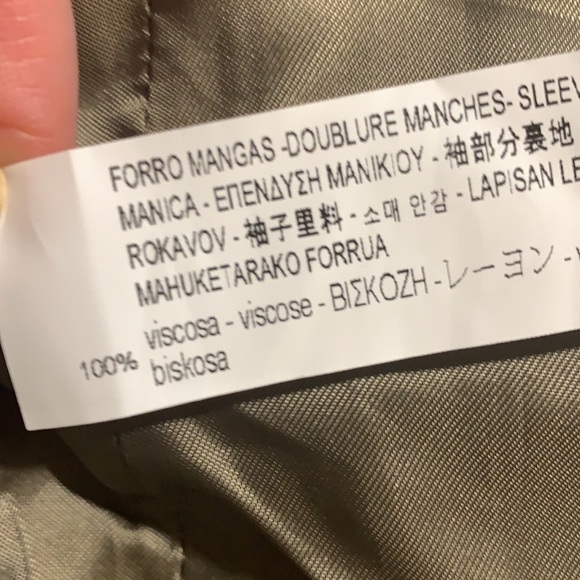 FORRO MANGAS -DOUBLURE MANCHES- SLEEV
MANICA - ΕΠΕΝΔΥΣΗ ΜΑΝΙΚΙΟΥ - 袖部分裏地
ROKAVOV - 袖子里料 - 소매 안감 - LAPISAN LE
MAHUKETARAKO FORRUA
viscosa - viscose - ΒΙΣΚΟΖΗ - レーヨン -
100% biskosa